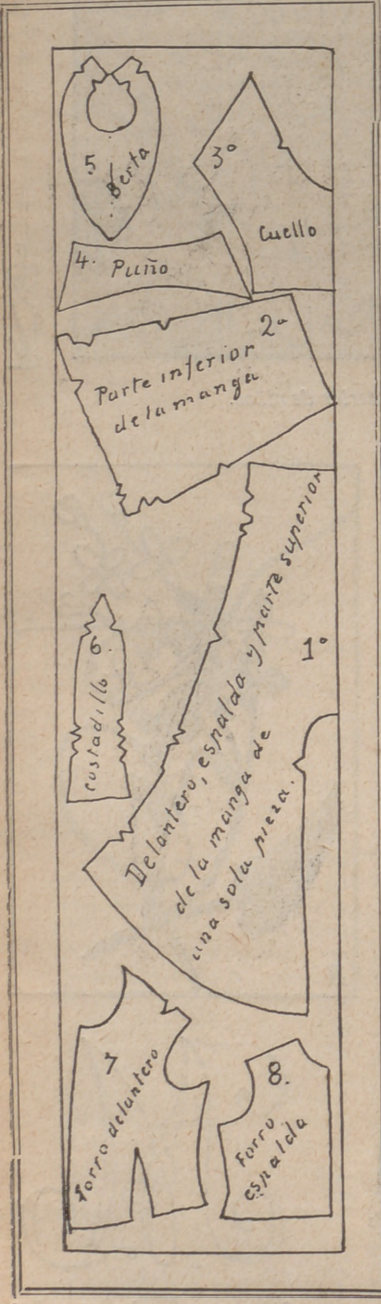 5. Berta
3º
Cuello
4. Puño
2ª
Parte inferior
de la manga
1º
Delantero, espalda y parte superior
de la manga de
una sola pieza.
6.
costadillo
7
Forro delantero
8.
Forro
espalda